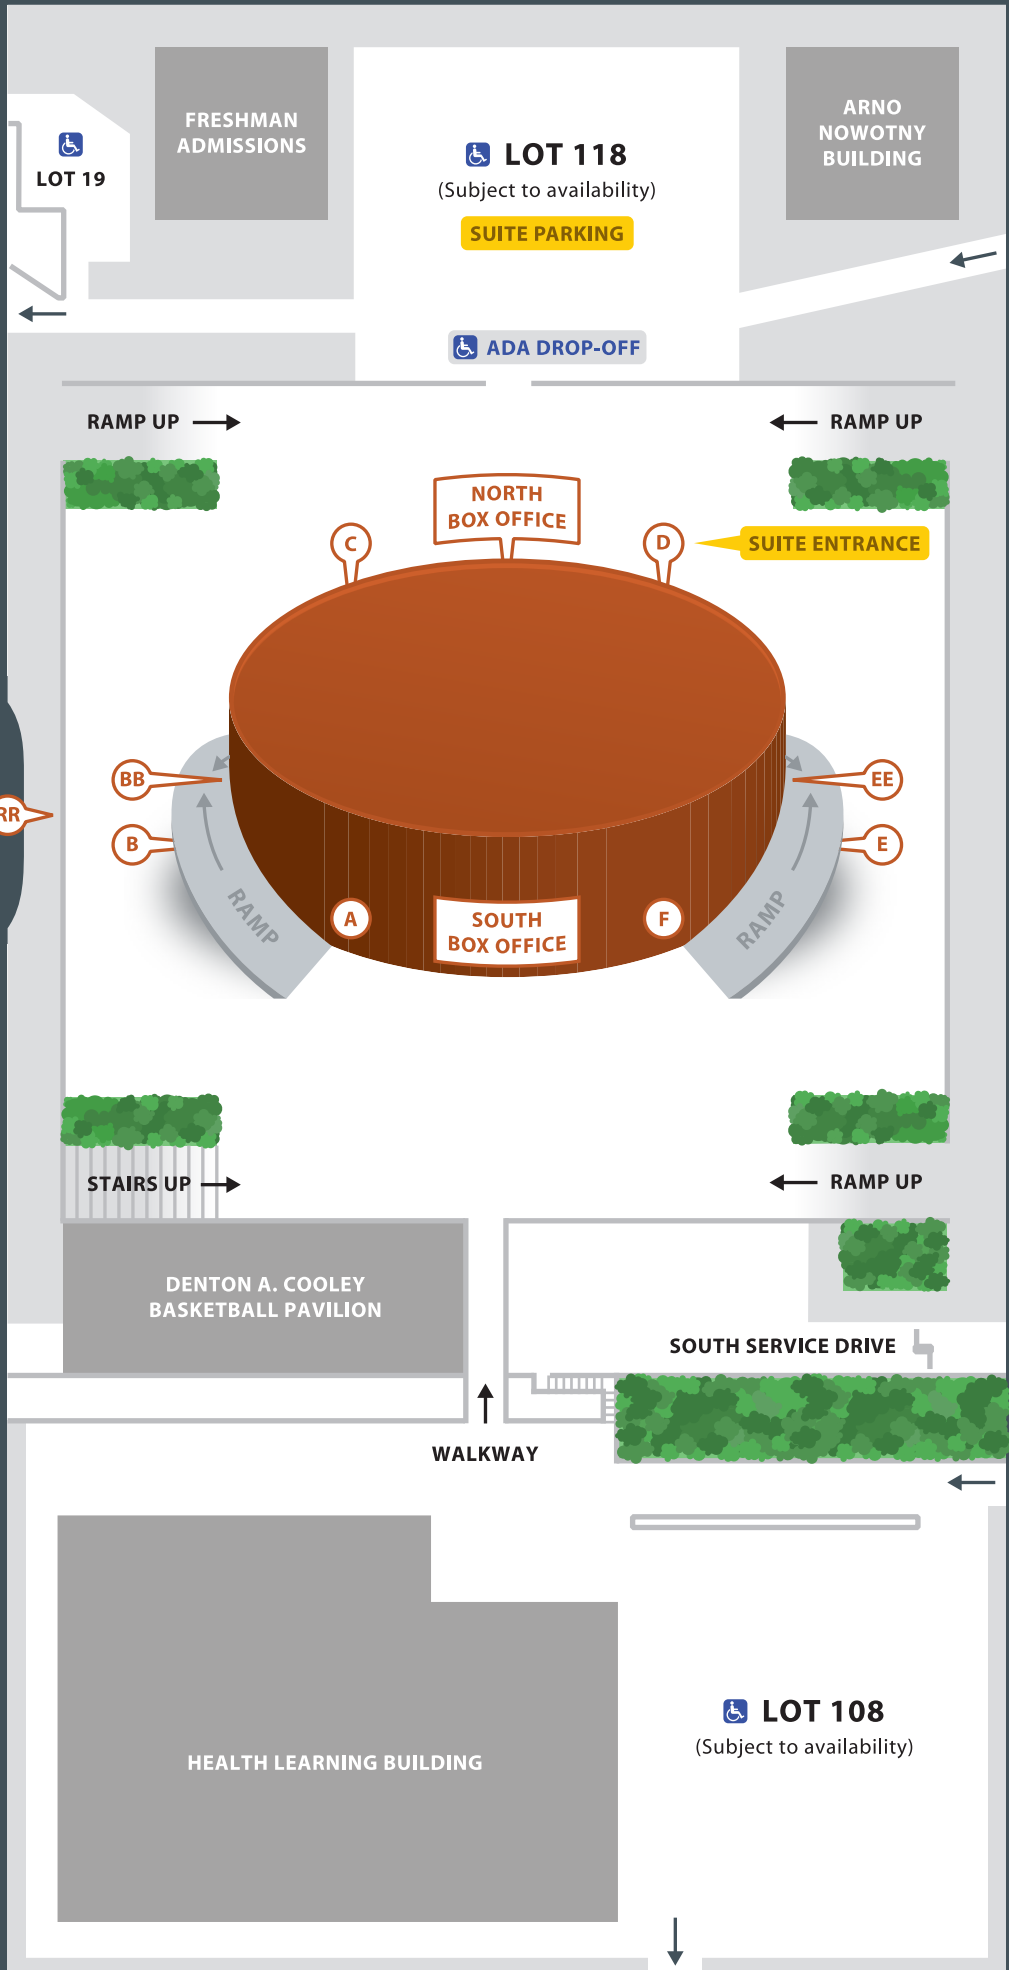 FRESHMAN
ADMISSIONS
ARNO
NOWOTNY
BUILDING
LOT 19
LOT 118
(Subject to availability)
SUITE PARKING
ADA DROP-OFF
RAMP UP
RAMP UP
NORTH
BOX OFFICE
C
D
SUITE ENTRANCE
BB
EE
RR
B
E
RAMP
RAMP
A
SOUTH
BOX OFFICE
F
STAIRS UP
RAMP UP
DENTON A. COOLEY
BASKETBALL PAVILION
SOUTH SERVICE DRIVE
WALKWAY
LOT 108
(Subject to availability)
HEALTH LEARNING BUILDING